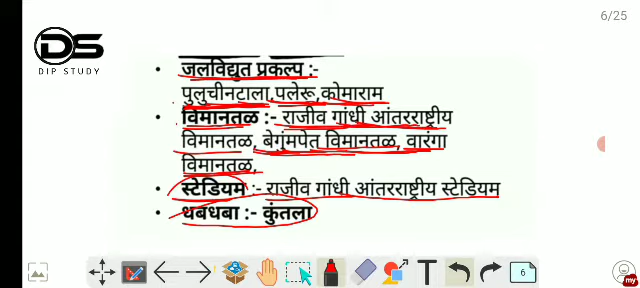 6/25
DS
DIP STUDY
• जलविद्युत प्रकल्प :-
पुलुचीनटाला,पलेरू,कोमाराम
• विमानतळ :- राजीव गांधी आंतरराष्ट्रीय
विमानतळ, बेगुंमपेत विमानतळ, वारंगा
विमानतळ,
• स्टेडियम :- राजीव गांधी आंतरराष्ट्रीय स्टेडियम
• धबधबा :- कुंतला
T
6
my